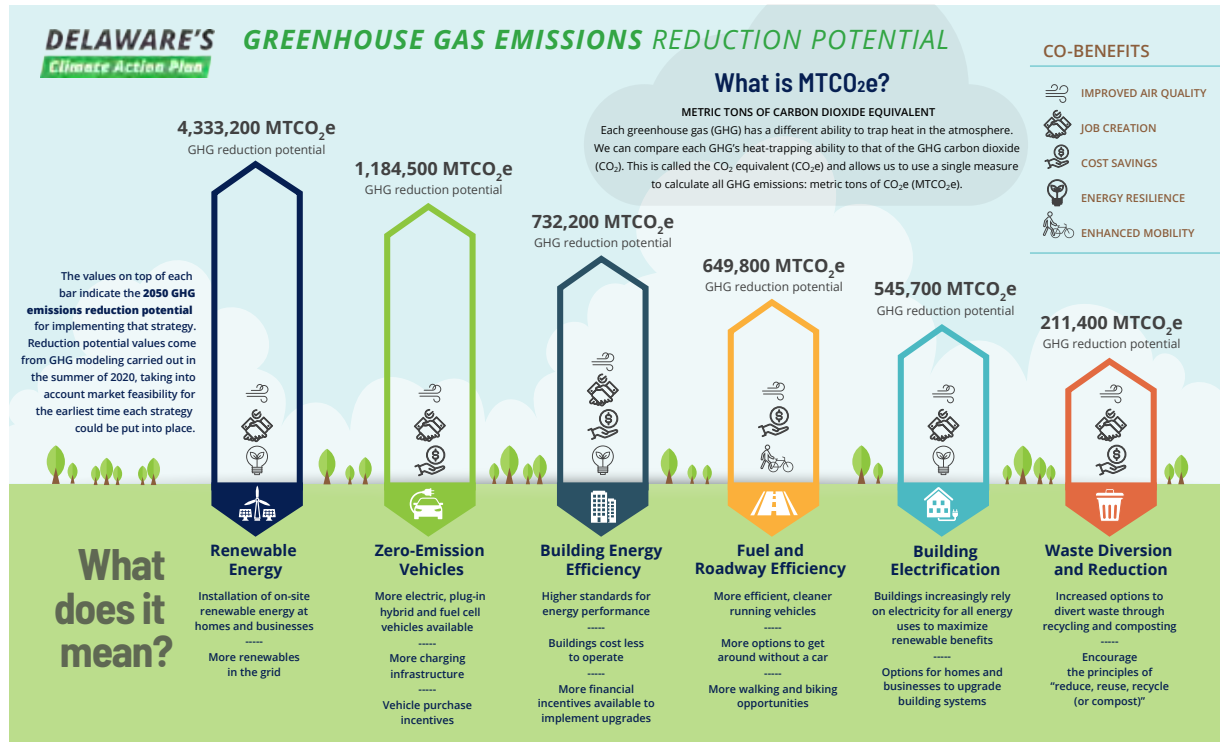 DELAWARE'S
Climate Action Plan
GREENHOUSE GAS EMISSIONS REDUCTION POTENTIAL
What is MTCO₂e?
METRIC TONS OF CARBON DIOXIDE EQUIVALENT
Each greenhouse gas (GHG) has a different ability to trap heat in the atmosphere.
We can compare each GHG's heat-trapping ability to that of the GHG carbon dioxide
(CO₂). This is called the CO₂ equivalent (CO₂e) and allows us to use a single measure
to calculate all GHG emissions: metric tons of CO₂e (MTCO₂e).
CO-BENEFITS
IMPROVED AIR QUALITY
JOB CREATION
COST SAVINGS
ENERGY RESILIENCE
ENHANCED MOBILITY
The values on top of each
bar indicate the 2050 GHG
emissions reduction potential
for implementing that strategy.
Reduction potential values come
from GHG modeling carried out in
the summer of 2020, taking into
account market feasibility for
the earliest time each strategy
could be put into place.
4,333,200 MTCO₂e
GHG reduction potential
1,184,500 MTCO₂e
GHG reduction potential
732,200 MTCO₂e
GHG reduction potential
649,800 MTCO₂e
GHG reduction potential
545,700 MTCO₂e
GHG reduction potential
211,400 MTCO₂e
GHG reduction potential
What
does it
mean?
Renewable
Energy
Installation of on-site
renewable energy at
homes and businesses
-----
More renewables
in the grid
Zero-Emission
Vehicles
More electric, plug-in
hybrid and fuel cell
vehicles available
-----
More charging
infrastructure
-----
Vehicle purchase
incentives
Building Energy
Efficiency
Higher standards for
energy performance
-----
Buildings cost less
to operate
-----
More financial
incentives available to
implement upgrades
Fuel and
Roadway Efficiency
More efficient, cleaner
running vehicles
-----
More options to get
around without a car
-----
More walking and biking
opportunities
Building
Electrification
Buildings increasingly rely
on electricity for all energy
uses to maximize
renewable benefits
-----
Options for homes and
businesses to upgrade
building systems
Waste Diversion
and Reduction
Increased options to
divert waste through
recycling and composting
-----
Encourage
the principles of
"reduce, reuse, recycle
(or compost)"